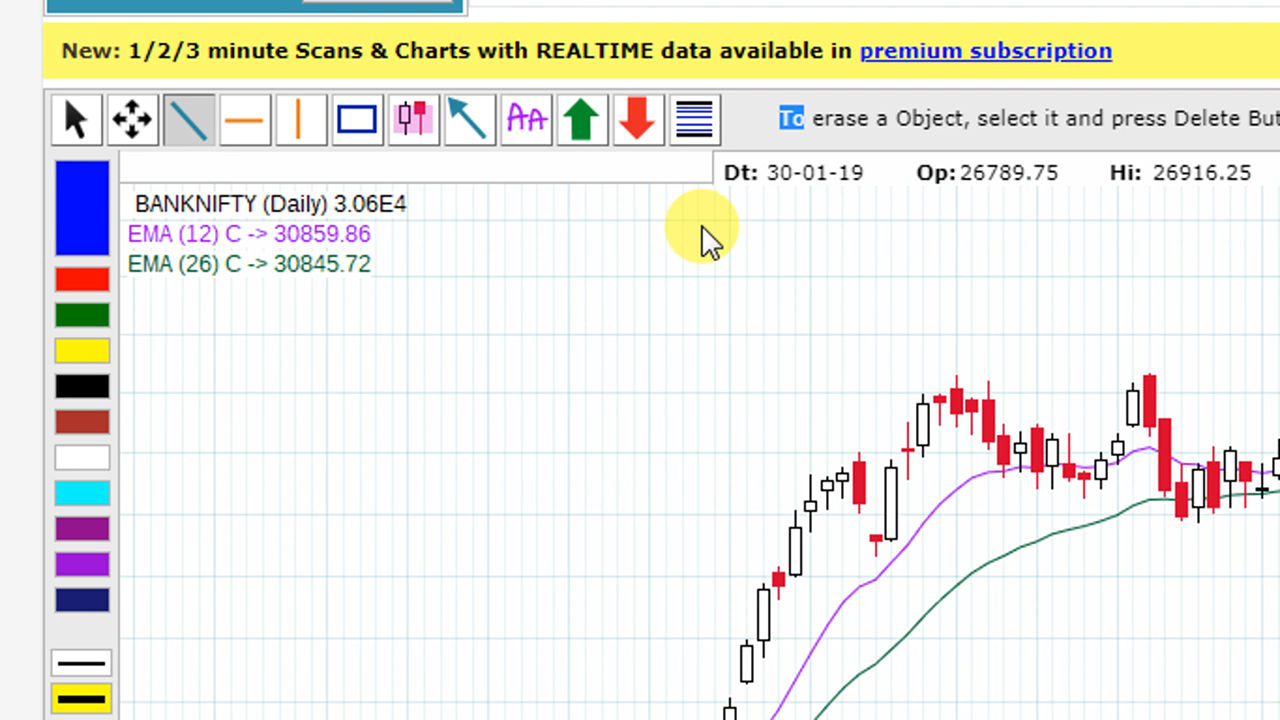 New: 1/2/3 minute Scans & Charts with REALTIME data available in premium subscription
AA
To erase a Object, select it and press Delete But
Dt: 30-01-19 Op: 26789.75 Hi: 26916.25
BANKNIFTY (Daily) 3.06E4
EMA (12) C -> 30859.86
EMA (26) C -> 30845.72